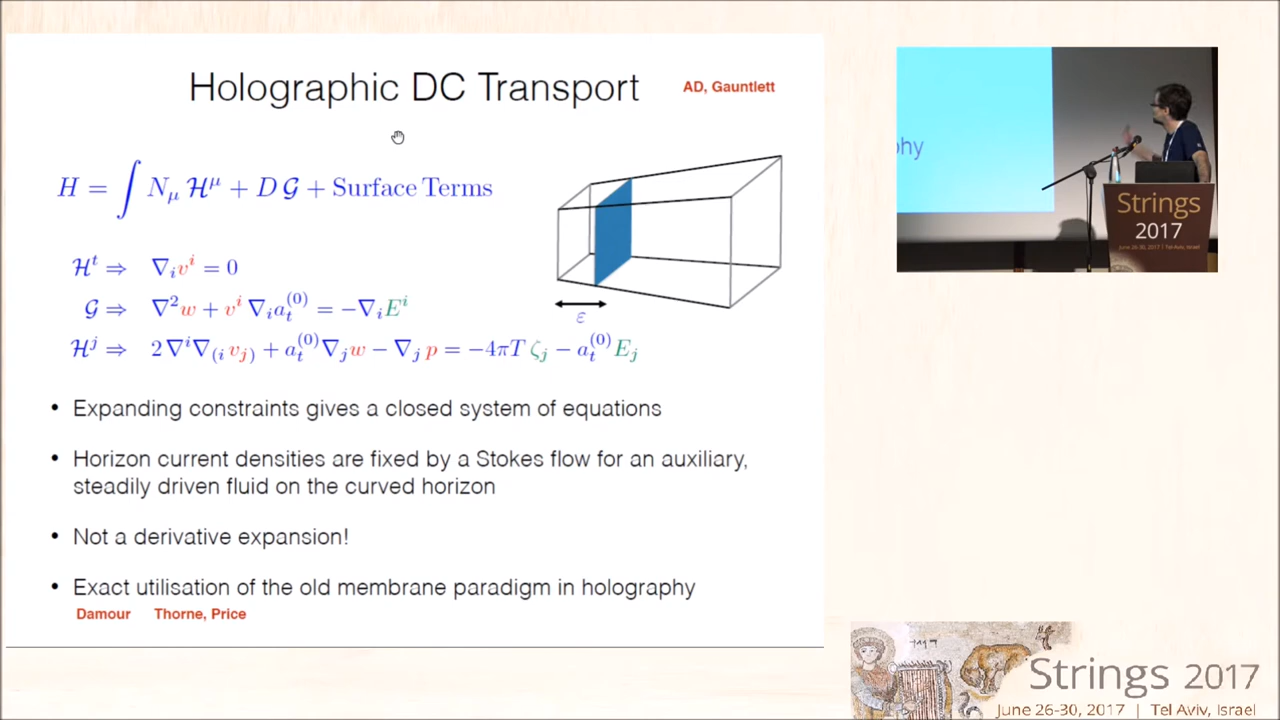 Holographic DC Transport
AD, Gauntlett
H = ∫ N_μ ℋ^μ + D 𝒢 + Surface Terms
ℋ^t ⇒ ∇_i v^i = 0
𝒢 ⇒ ∇² w + v^i ∇_i a_t^(0) = −∇_i E^i
ℋ^j ⇒ 2 ∇^i ∇_(i v_j) + a_t^(0) ∇_j w − ∇_j p = −4πT ζ_j − a_t^(0) E_j
ε
• Expanding constraints gives a closed system of equations
• Horizon current densities are fixed by a Stokes flow for an auxiliary,
steadily driven fluid on the curved horizon
• Not a derivative expansion!
• Exact utilisation of the old membrane paradigm in holography
Damour Thorne, Price
phy
Strings
2017
June 26-30, 2017 | Tel Aviv, Israel
Strings 2017
June 26-30, 2017 | Tel Aviv, Israel